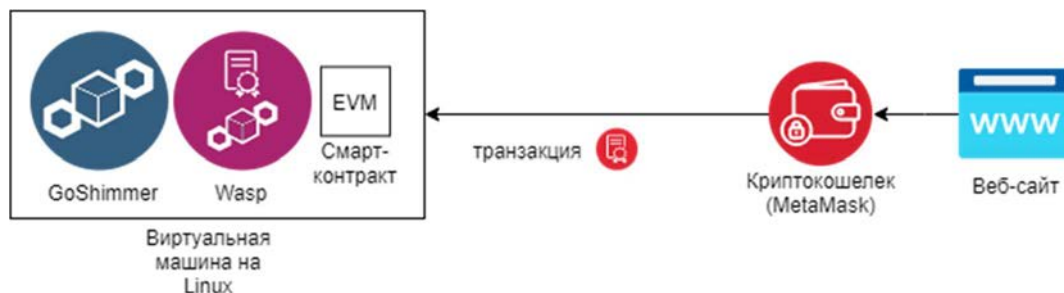 EVM
Смарт-
контракт
GoShimmer
Wasp
Виртуальная
машина на
Linux
транзакция
Криптокошелек
(MetaMask)
www
Веб-сайт